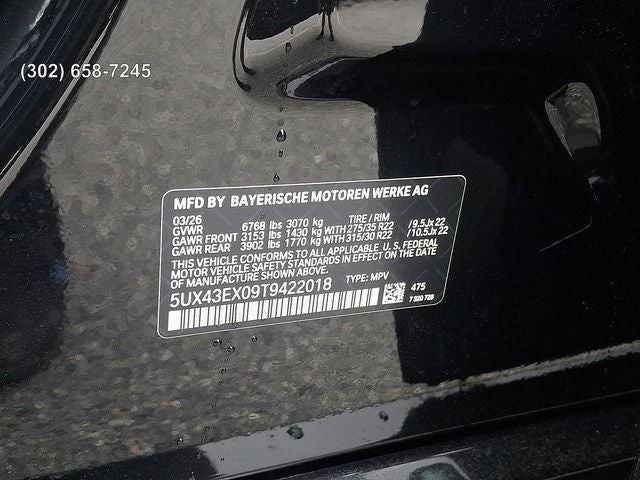 (302) 658-7245
MFD BY BAYERISCHE MOTOREN WERKE AG
03/26 TIRE / RIM
GVWR 6768 lbs 3070 kg
GAWR FRONT 3153 lbs 1430 kg WITH 275/35 R22 / 9.5Jx 22
GAWR REAR 3902 lbs 1770 kg WITH 315/30 R22 / 10.5Jx 22
THIS VEHICLE CONFORMS TO ALL APPLICABLE U. S. FEDERAL
MOTOR VEHICLE SAFETY STANDARDS IN EFFECT ON THE DATE
OF MANUFACTURE SHOWN ABOVE.
5UX43EX09T9422018 TYPE: MPV
475
7 320 729